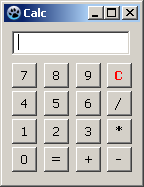 Calc
7 8 9 C
4 5 6 /
1 2 3 *
0 = + -